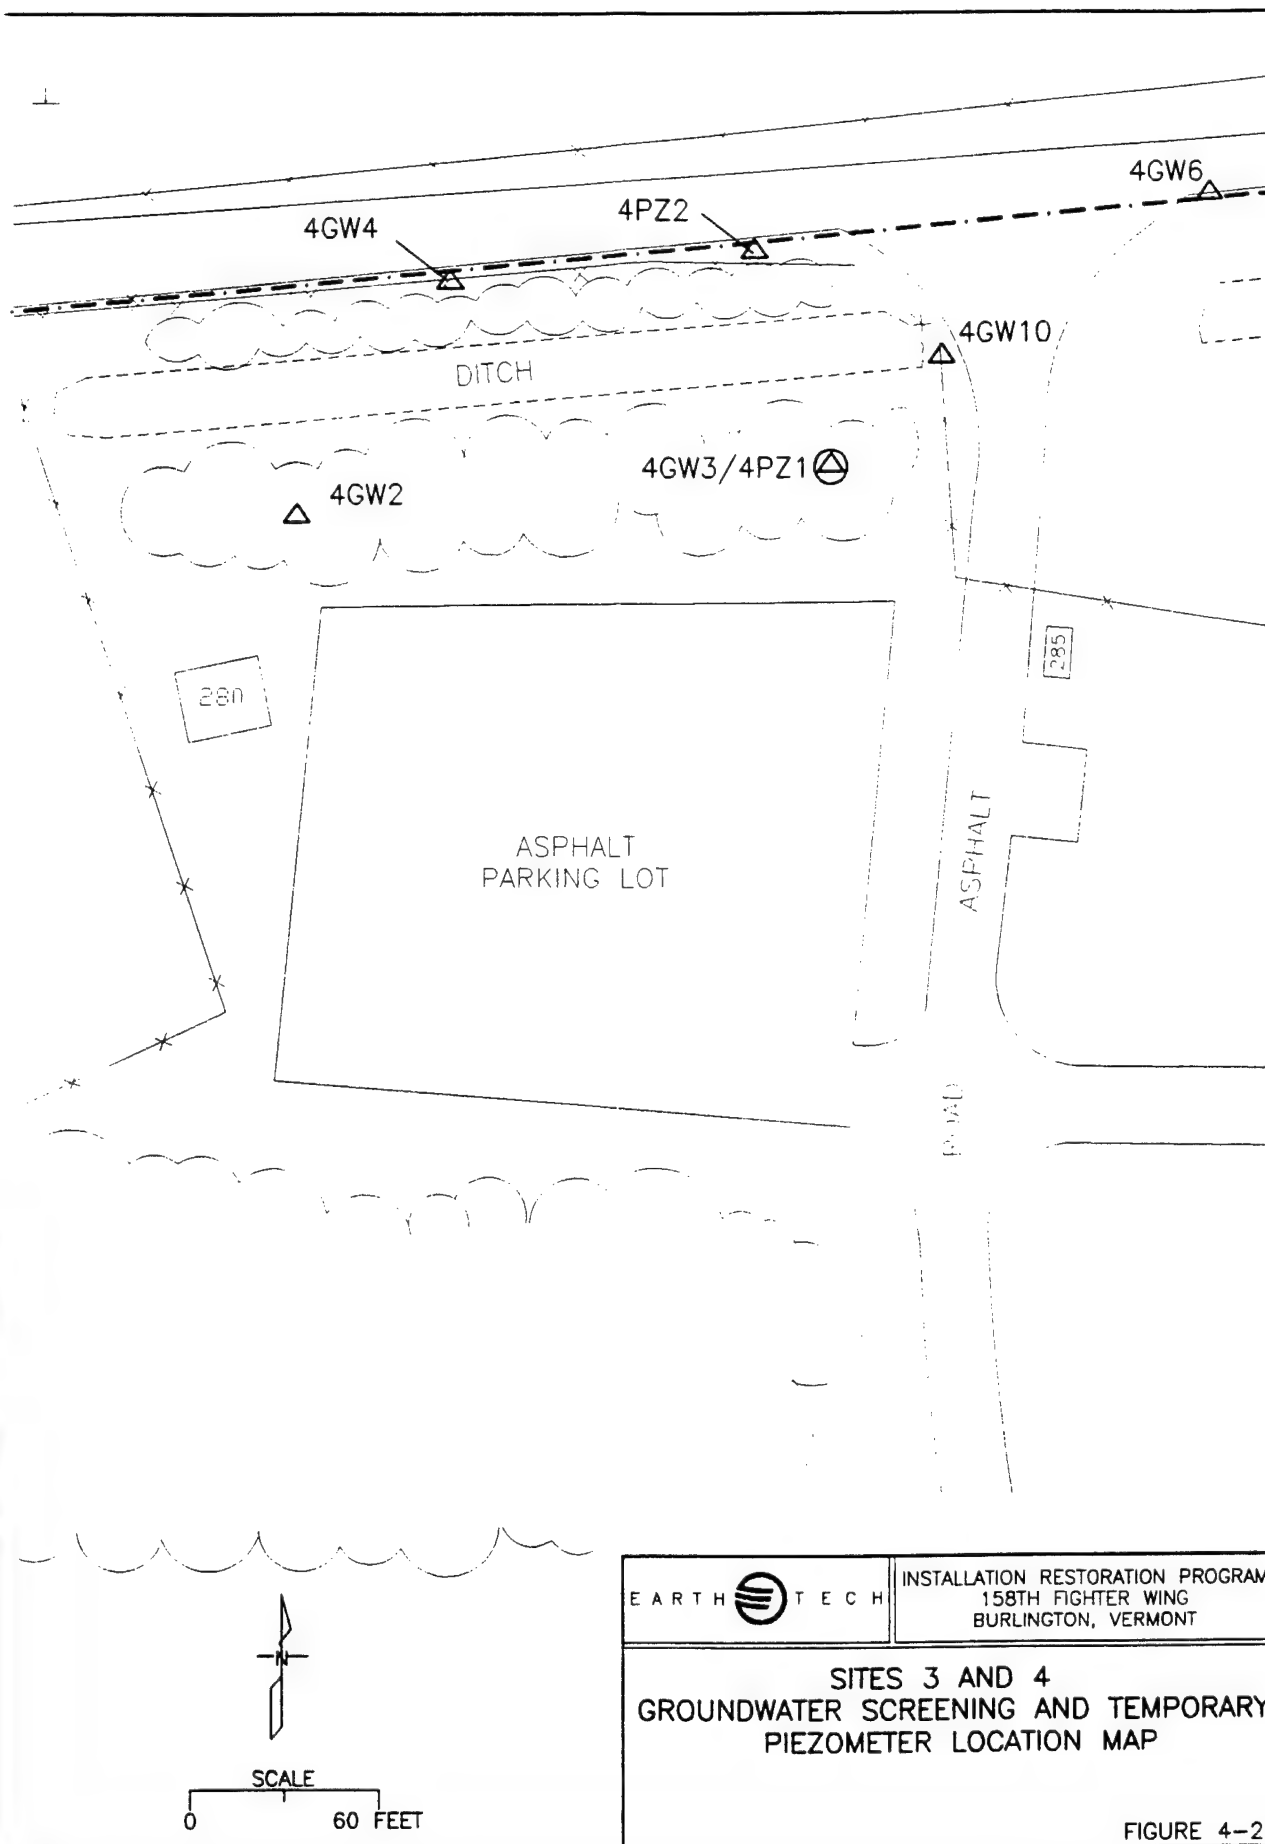 4GW6
4PZ2
4GW4
4GW10
DITCH
4GW3/4PZ1
4GW2
285
280
ASPHALT
PARKING LOT
ASPHALT
ROAD
N
SCALE
0 60 FEET
EARTH TECH
INSTALLATION RESTORATION PROGRAM
158TH FIGHTER WING
BURLINGTON, VERMONT
SITES 3 AND 4
GROUNDWATER SCREENING AND TEMPORARY
PIEZOMETER LOCATION MAP
FIGURE 4-2